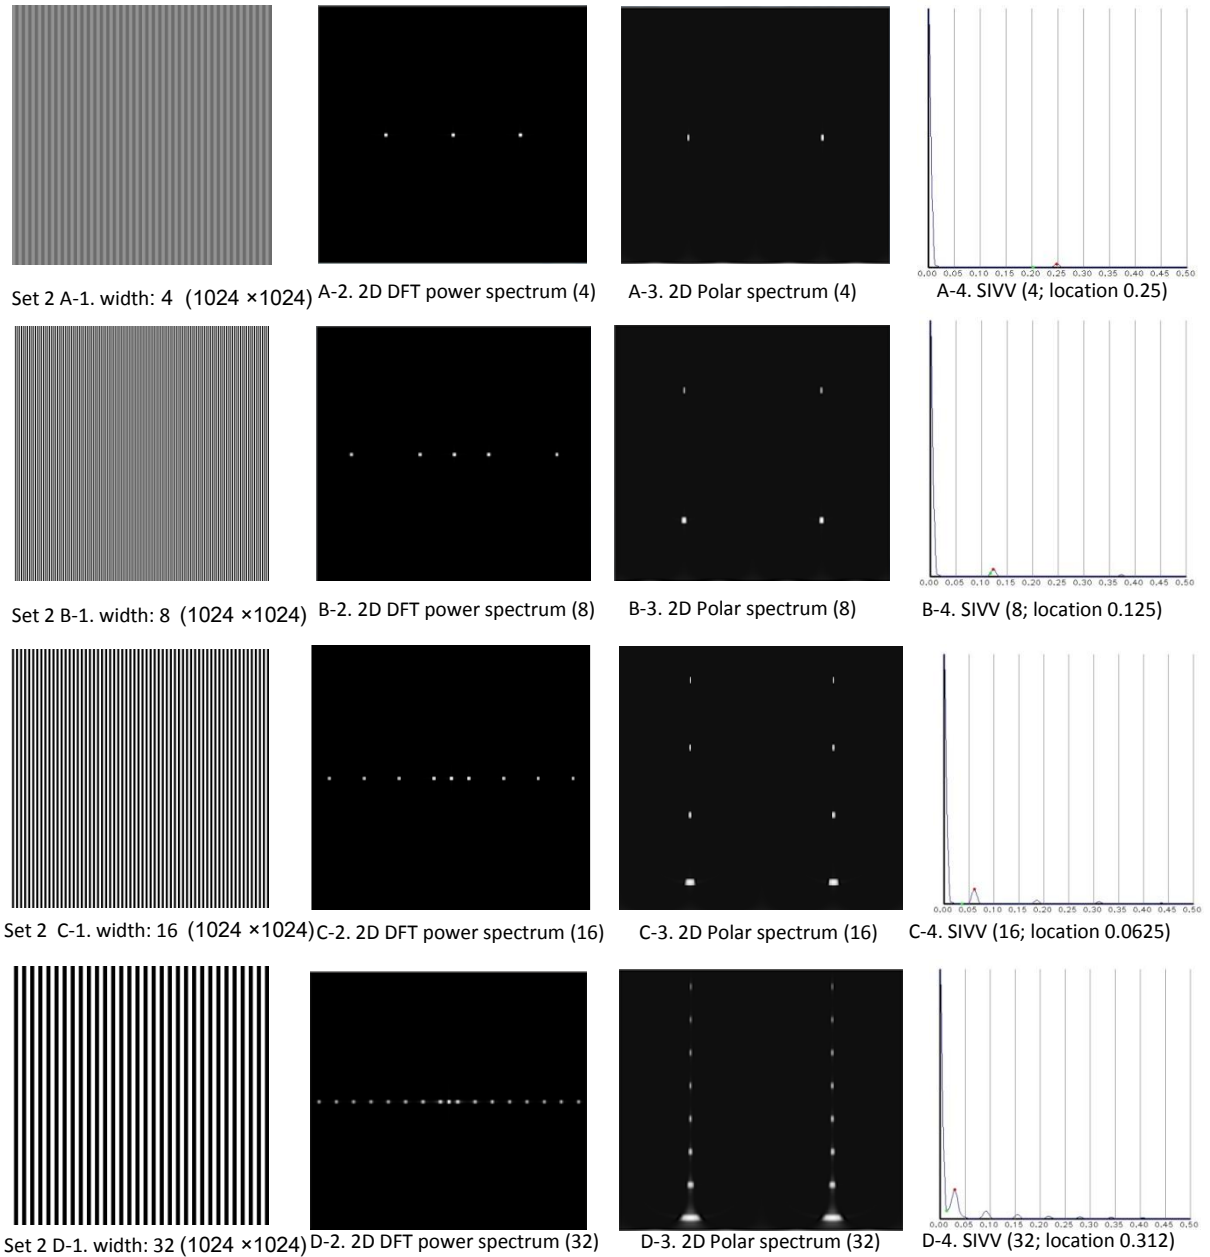 0.00 0.05 0.10 0.15 0.20 0.25 0.30 0.35 0.40 0.45 0.50
Set 2 A-1. width: 4 (1024 ×1024) A-2. 2D DFT power spectrum (4) A-3. 2D Polar spectrum (4) A-4. SIVV (4; location 0.25)
0.00 0.05 0.10 0.15 0.20 0.25 0.30 0.35 0.40 0.45 0.50
Set 2 B-1. width: 8 (1024 ×1024) B-2. 2D DFT power spectrum (8) B-3. 2D Polar spectrum (8) B-4. SIVV (8; location 0.125)
0.00 0.05 0.10 0.15 0.20 0.25 0.30 0.35 0.40 0.45 0.50
Set 2 C-1. width: 16 (1024 ×1024) C-2. 2D DFT power spectrum (16) C-3. 2D Polar spectrum (16) C-4. SIVV (16; location 0.0625)
0.00 0.05 0.10 0.15 0.20 0.25 0.30 0.35 0.40 0.45 0.50
Set 2 D-1. width: 32 (1024 ×1024) D-2. 2D DFT power spectrum (32) D-3. 2D Polar spectrum (32) D-4. SIVV (32; location 0.312)